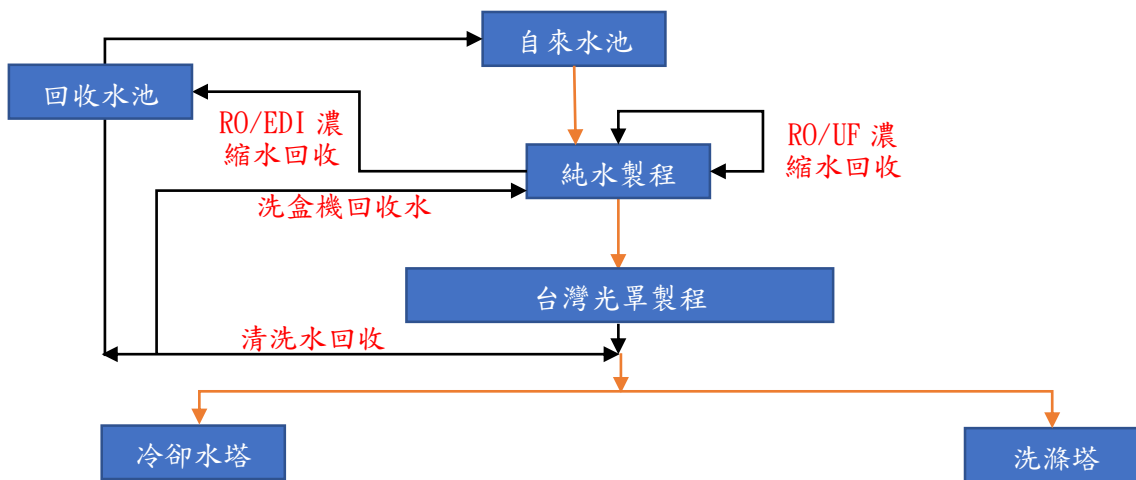 自來水池
回收水池
RO/EDI 濃
縮水回收
RO/UF 濃
縮水回收
純水製程
洗盒機回收水
台灣光罩製程
清洗水回收
冷卻水塔
洗滌塔